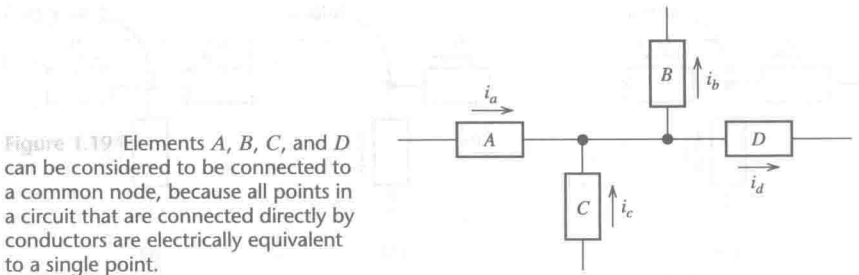 Figure 1.19 Elements A, B, C, and D
can be considered to be connected to
a common node, because all points in
a circuit that are connected directly by
conductors are electrically equivalent
to a single point.
i_a
A
B
i_b
C
i_c
D
i_d